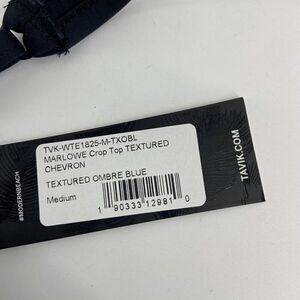 TVK-WTE1825-M-TXOBL
MARLOWE Crop Top TEXTURED
CHEVRON
TEXTURED OMBRE BLUE
Medium
1 90333 12981 0
#MODERNBEACH
TAVIK.COM